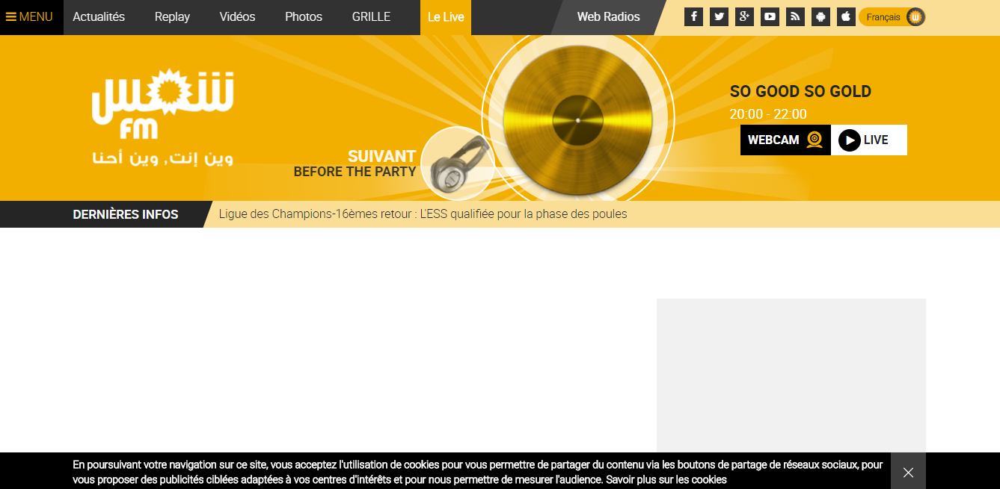 MENU
Actualités
Replay
Vidéos
Photos
GRILLE
Le Live
Web Radios
Français
شمس
FM
وين إنت, وين أحنا
SUIVANT
BEFORE THE PARTY
SO GOOD SO GOLD
20:00 - 22:00
WEBCAM
LIVE
DERNIÈRES INFOS
Ligue des Champions-16èmes retour : L'ESS qualifiée pour la phase des poules
En poursuivant votre navigation sur ce site, vous acceptez l'utilisation de cookies pour vous permettre de partager du contenu via les boutons de partage de réseaux sociaux, pour
vous proposer des publicités ciblées adaptées à vos centres d'intérêts et pour nous permettre de mesurer l'audience. Savoir plus sur les cookies